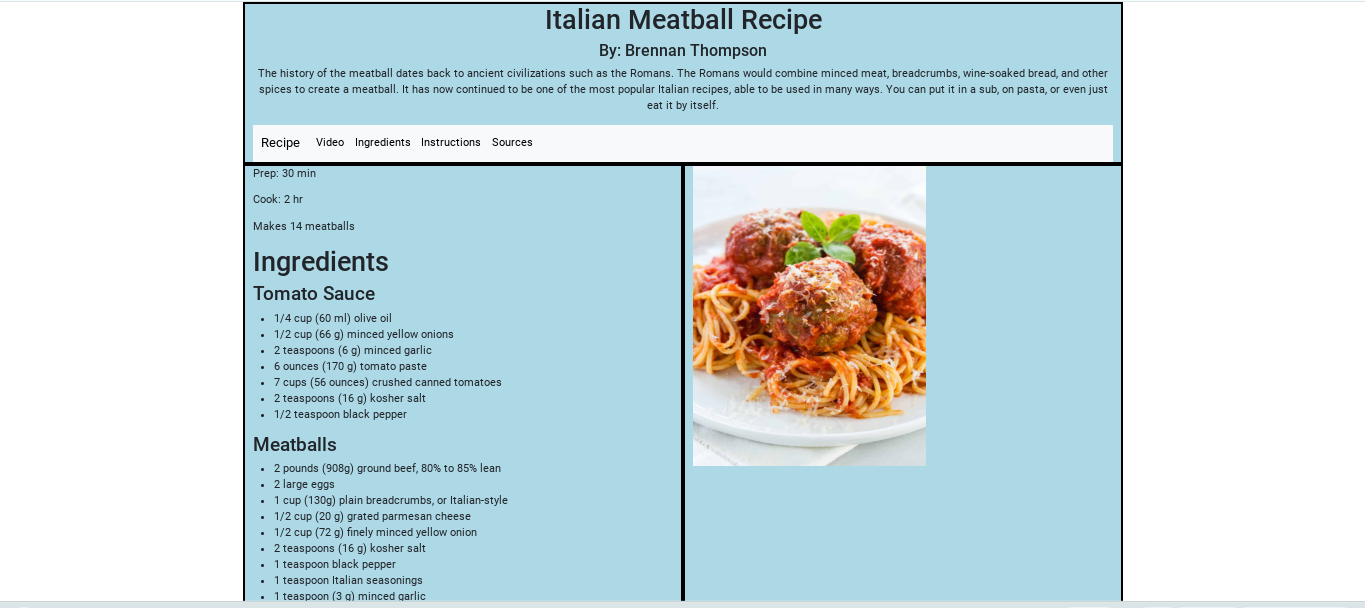 Italian Meatball Recipe
By: Brennan Thompson
The history of the meatball dates back to ancient civilizations such as the Romans. The Romans would combine minced meat, breadcrumbs, wine-soaked bread, and other
spices to create a meatball. It has now continued to be one of the most popular Italian recipes, able to be used in many ways. You can put it in a sub, on pasta, or even just
eat it by itself.
Recipe Video Ingredients Instructions Sources
Prep: 30 min
Cook: 2 hr
Makes 14 meatballs
Ingredients
Tomato Sauce
1/4 cup (60 ml) olive oil
1/2 cup (66 g) minced yellow onions
2 teaspoons (6 g) minced garlic
6 ounces (170 g) tomato paste
7 cups (56 ounces) crushed canned tomatoes
2 teaspoons (16 g) kosher salt
1/2 teaspoon black pepper
Meatballs
2 pounds (908g) ground beef, 80% to 85% lean
2 large eggs
1 cup (130g) plain breadcrumbs, or Italian-style
1/2 cup (20 g) grated parmesan cheese
1/2 cup (72 g) finely minced yellow onion
2 teaspoons (16 g) kosher salt
1 teaspoon black pepper
1 teaspoon Italian seasonings
1 teaspoon (3 g) minced garlic